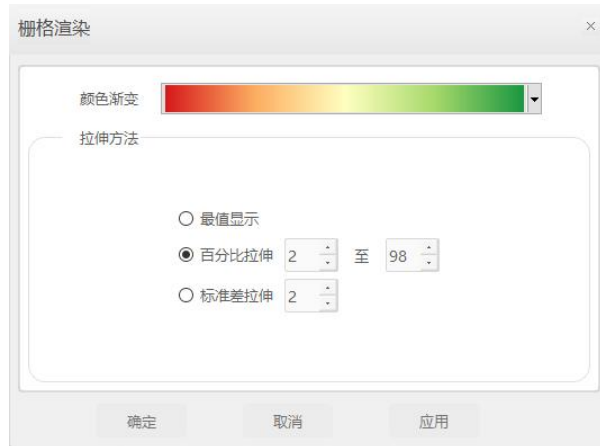 栅格渲染
颜色渐变
拉伸方法
最值显示
百分比拉伸 2 至 98
标准差拉伸 2
确定 取消 应用